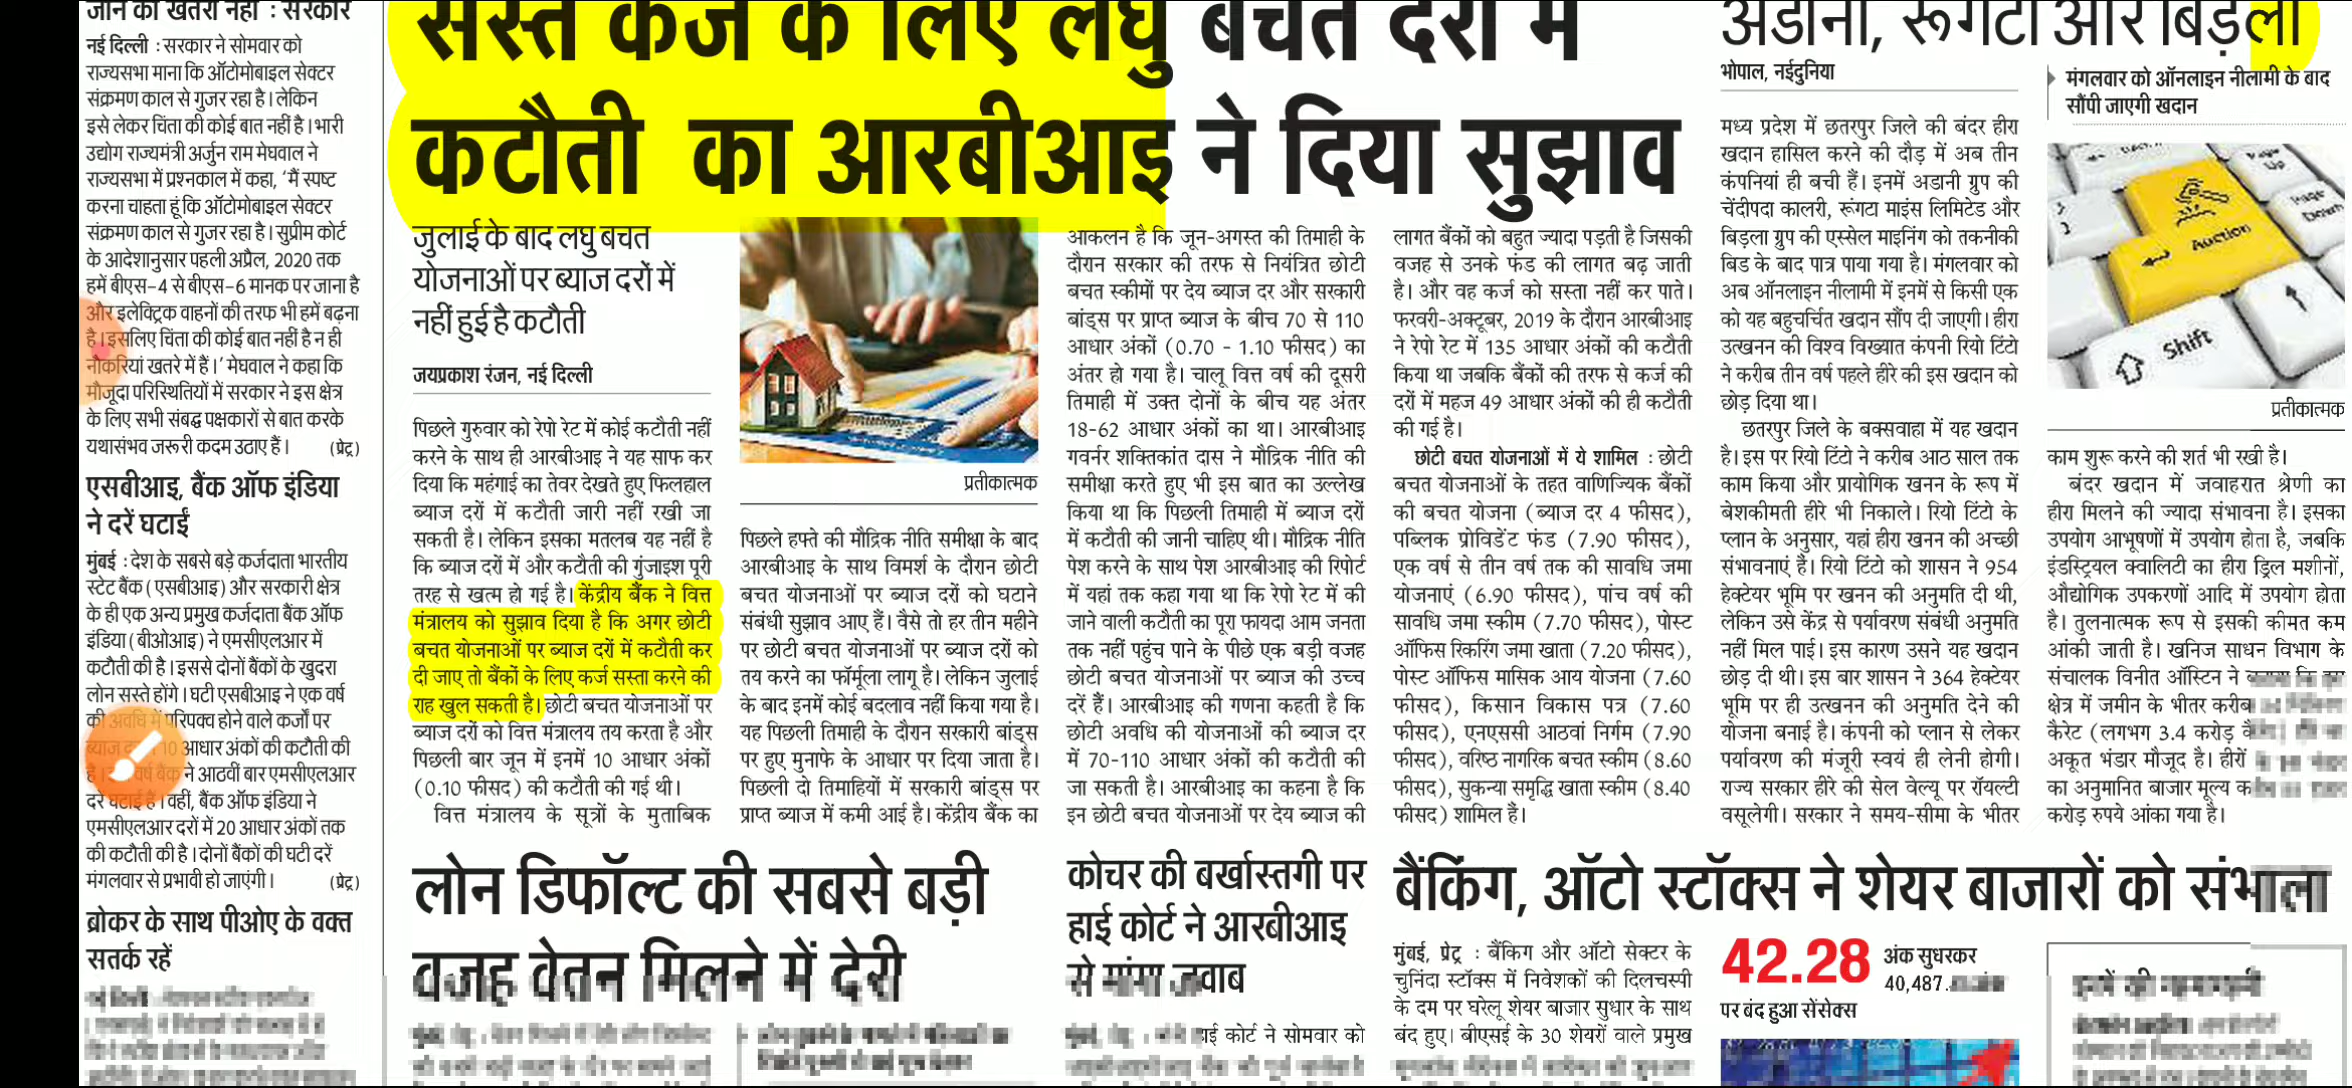 जान को खतरा नहीं : सरकार
नई दिल्ली : सरकार ने सोमवार को
राज्यसभा माना कि ऑटोमोबाइल सेक्टर
संक्रमण काल से गुजर रहा है। लेकिन
इसे लेकर चिंता की कोई बात नहीं है। भारी
उद्योग राज्यमंत्री अर्जुन राम मेघवाल ने
राज्यसभा में प्रश्नकाल में कहा, 'मैं स्पष्ट
करना चाहता हूं कि ऑटोमोबाइल सेक्टर
संक्रमण काल से गुजर रहा है। सुप्रीम कोर्ट
के आदेशानुसार पहली अप्रैल, 2020 तक
हमें बीएस-4 से बीएस-6 मानक पर जाना है
और इलेक्ट्रिक वाहनों की तरफ भी हमें बढ़ना
है। इसलिए चिंता की कोई बात नहीं है न ही
नौकरियां खतरे में हैं।' मेघवाल ने कहा कि
मौजूदा परिस्थितियों में सरकार ने इस क्षेत्र
के लिए सभी संबद्ध पक्षकारों से बात करके
यथासंभव जरूरी कदम उठाए हैं। (प्रेट्र)
एसबीआइ, बैंक ऑफ इंडिया
ने दरें घटाईं
मुंबई : देश के सबसे बड़े कर्जदाता भारतीय
स्टेट बैंक (एसबीआइ) और सरकारी क्षेत्र
के ही एक अन्य प्रमुख कर्जदाता बैंक ऑफ
इंडिया (बीओआइ) ने एमसीएलआर में
कटौती की है। इससे दोनों बैंकों के खुदरा
लोन सस्ते होंगे। घटी एसबीआइ ने एक वर्ष
की अवधि में परिपक्व होने वाले कर्जों पर
ब्याज 10 आधार अंकों की कटौती की
है। वर्ष बैंक ने आठवीं बार एमसीएलआर
दरें घटाई हैं। वहीं, बैंक ऑफ इंडिया ने
एमसीएलआर दरों में 20 आधार अंकों तक
की कटौती की है। दोनों बैंकों की घटी दरें
मंगलवार से प्रभावी हो जाएंगी। (प्रेट्र)
ब्रोकर के साथ पीओए के वक्त
सतर्क रहें
सस्ते कर्ज के लिए लघु बचत दरों में
कटौती का आरबीआइ ने दिया सुझाव
जुलाई के बाद लघु बचत
योजनाओं पर ब्याज दरों में
नहीं हुई है कटौती
जयप्रकाश रंजन, नई दिल्ली
पिछले गुरुवार को रेपो रेट में कोई कटौती नहीं
करने के साथ ही आरबीआइ ने यह साफ कर
दिया कि महंगाई का तेवर देखते हुए फिलहाल
ब्याज दरों में कटौती जारी नहीं रखी जा
सकती है। लेकिन इसका मतलब यह नहीं है
कि ब्याज दरों में और कटौती की गुंजाइश पूरी
तरह से खत्म हो गई है। केंद्रीय बैंक ने वित्त
मंत्रालय को सुझाव दिया है कि अगर छोटी
बचत योजनाओं पर ब्याज दरों में कटौती कर
दी जाए तो बैंकों के लिए कर्ज सस्ता करने की
राह खुल सकती है। छोटी बचत योजनाओं पर
ब्याज दरों को वित्त मंत्रालय तय करता है और
पिछली बार जून में इनमें 10 आधार अंकों
(0.10 फीसद) की कटौती की गई थी।
वित्त मंत्रालय के सूत्रों के मुताबिक
प्रतीकात्मक
पिछले हफ्ते की मौद्रिक नीति समीक्षा के बाद
आरबीआइ के साथ विमर्श के दौरान छोटी
बचत योजनाओं पर ब्याज दरों को घटाने
संबंधी सुझाव आए हैं। वैसे तो हर तीन महीने
पर छोटी बचत योजनाओं पर ब्याज दरों को
तय करने का फॉर्मूला लागू है। लेकिन जुलाई
के बाद इनमें कोई बदलाव नहीं किया गया है।
यह पिछली तिमाही के दौरान सरकारी बांड्स
पर हुए मुनाफे के आधार पर दिया जाता है।
पिछली दो तिमाहियों में सरकारी बांड्स पर
प्राप्त ब्याज में कमी आई है। केंद्रीय बैंक का
आकलन है कि जून-अगस्त की तिमाही के
दौरान सरकार की तरफ से नियंत्रित छोटी
बचत स्कीमों पर देय ब्याज दर और सरकारी
बांड्स पर प्राप्त ब्याज के बीच 70 से 110
आधार अंकों (0.70 - 1.10 फीसद) का
अंतर हो गया है। चालू वित्त वर्ष की दूसरी
तिमाही में उक्त दोनों के बीच यह अंतर
18-62 आधार अंकों का था। आरबीआइ
गवर्नर शक्तिकांत दास ने मौद्रिक नीति की
समीक्षा करते हुए भी इस बात का उल्लेख
किया था कि पिछली तिमाही में ब्याज दरों
में कटौती की जानी चाहिए थी। मौद्रिक नीति
पेश करने के साथ पेश आरबीआइ की रिपोर्ट
में यहां तक कहा गया था कि रेपो रेट में की
जाने वाली कटौती का पूरा फायदा आम जनता
तक नहीं पहुंच पाने के पीछे एक बड़ी वजह
छोटी बचत योजनाओं पर ब्याज की उच्च
दरें हैं। आरबीआइ की गणना कहती है कि
छोटी अवधि की योजनाओं की ब्याज दर
में 70-110 आधार अंकों की कटौती की
जा सकती है। आरबीआइ का कहना है कि
इन छोटी बचत योजनाओं पर देय ब्याज की
लागत बैंकों को बहुत ज्यादा पड़ती है जिसकी
वजह से उनके फंड की लागत बढ़ जाती
है। और वह कर्ज को सस्ता नहीं कर पाते।
फरवरी-अक्टूबर, 2019 के दौरान आरबीआइ
ने रेपो रेट में 135 आधार अंकों की कटौती
किया था जबकि बैंकों की तरफ से कर्ज की
दरों में महज 49 आधार अंकों की ही कटौती
की गई है।
छोटी बचत योजनाओं में ये शामिल : छोटी
बचत योजनाओं के तहत वाणिज्यिक बैंकों
की बचत योजना (ब्याज दर 4 फीसद),
पब्लिक प्रोविडेंट फंड (7.90 फीसद),
एक वर्ष से तीन वर्ष तक की सावधि जमा
योजनाएं (6.90 फीसद), पांच वर्ष की
सावधि जमा स्कीम (7.70 फीसद), पोस्ट
ऑफिस रिकरिंग जमा खाता (7.20 फीसद),
पोस्ट ऑफिस मासिक आय योजना (7.60
फीसद), किसान विकास पत्र (7.60
फीसद), एनएससी आठवां निर्गम (7.90
फीसद), वरिष्ठ नागरिक बचत स्कीम (8.60
फीसद), सुकन्या समृद्धि खाता स्कीम (8.40
फीसद) शामिल हैं।
अडानी, रूंगटा और बिड़ला
भोपाल, नईदुनिया
मध्य प्रदेश में छतरपुर जिले की बंदर हीरा
खदान हासिल करने की दौड़ में अब तीन
कंपनियां ही बची हैं। इनमें अडानी ग्रुप की
चेंदीपदा कालरी, रूंगटा माइंस लिमिटेड और
बिड़ला ग्रुप की एस्सेल माइनिंग को तकनीकी
बिड के बाद पात्र पाया गया है। मंगलवार को
अब ऑनलाइन नीलामी में इनमें से किसी एक
को यह बहुचर्चित खदान सौंप दी जाएगी। हीरा
उत्खनन की विश्व विख्यात कंपनी रियो टिंटो
ने करीब तीन वर्ष पहले हीरे की इस खदान को
छोड़ दिया था।
छतरपुर जिले के बक्सवाहा में यह खदान
है। इस पर रियो टिंटो ने करीब आठ साल तक
काम किया और प्रायोगिक खनन के रूप में
बेशकीमती हीरे भी निकाले। रियो टिंटो के
प्लान के अनुसार, यहां हीरा खनन की अच्छी
संभावनाएं है। रियो टिंटो को शासन ने 954
हेक्टेयर भूमि पर खनन की अनुमति दी थी,
लेकिन उसे केंद्र से पर्यावरण संबंधी अनुमति
नहीं मिल पाई। इस कारण उसने यह खदान
छोड़ दी थी। इस बार शासन ने 364 हेक्टेयर
भूमि पर ही उत्खनन की अनुमति देने की
योजना बनाई है। कंपनी को प्लान से लेकर
पर्यावरण की मंजूरी स्वयं ही लेनी होगी।
राज्य सरकार हीरे की सेल वेल्यू पर रॉयल्टी
वसूलेगी। सरकार ने समय-सीमा के भीतर
मंगलवार को ऑनलाइन नीलामी के बाद
सौंपी जाएगी खदान
Page Up
Page Down
Auction
Shift
प्रतीकात्मक
काम शुरू करने की शर्त भी रखी है।
बंदर खदान में जवाहरात श्रेणी का
हीरा मिलने की ज्यादा संभावना है। इसका
उपयोग आभूषणों में उपयोग होता है, जबकि
इंडस्ट्रियल क्वालिटी का हीरा ड्रिल मशीनों,
औद्योगिक उपकरणों आदि में उपयोग होता
है। तुलनात्मक रूप से इसकी कीमत कम
आंकी जाती है। खनिज साधन विभाग के
संचालक विनीत ऑस्टिन ने
क्षेत्र में जमीन के भीतर करीब
कैरेट (लगभग 3.4 करोड़
अकूत भंडार मौजूद है। हीरों
का अनुमानित बाजार मूल्य
करोड़ रुपये आंका गया है।
लोन डिफॉल्ट की सबसे बड़ी
वजह वेतन मिलने में देरी
कोचर की बर्खास्तगी पर
हाई कोर्ट ने आरबीआइ
से मांगा जवाब
कोर्ट ने सोमवार को
बैंकिंग, ऑटो स्टॉक्स ने शेयर बाजारों को संभाला
मुंबई, प्रेट्र : बैंकिग और ऑटो सेक्टर के
चुनिंदा स्टॉक्स में निवेशकों की दिलचस्पी
के दम पर घरेलू शेयर बाजार सुधार के साथ
बंद हुए। बीएसई के 30 शेयरों वाले प्रमुख
42.28 अंक सुधरकर
40,487.
पर बंद हुआ सेंसेक्स